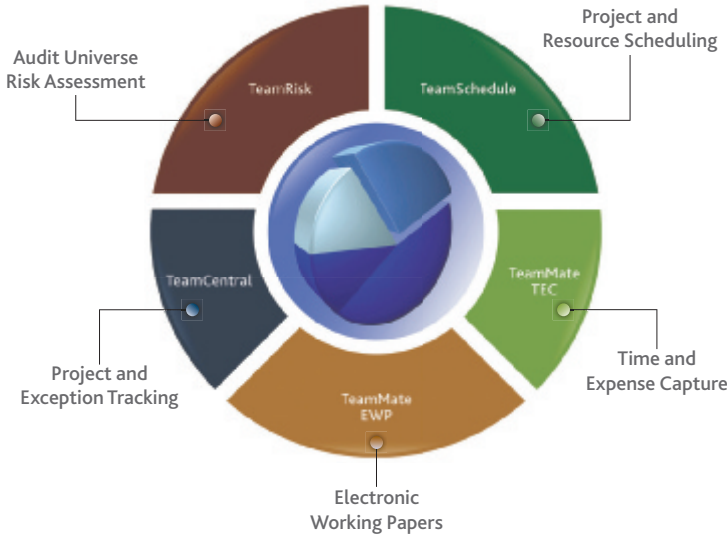 Project and
Resource Scheduling
Audit Universe
Risk Assessment
TeamRisk
TeamSchedule
TeamCentral
TeamMate
TEC
Project and
Exception Tracking
Time and
Expense Capture
TeamMate
EWP
Electronic
Working Papers